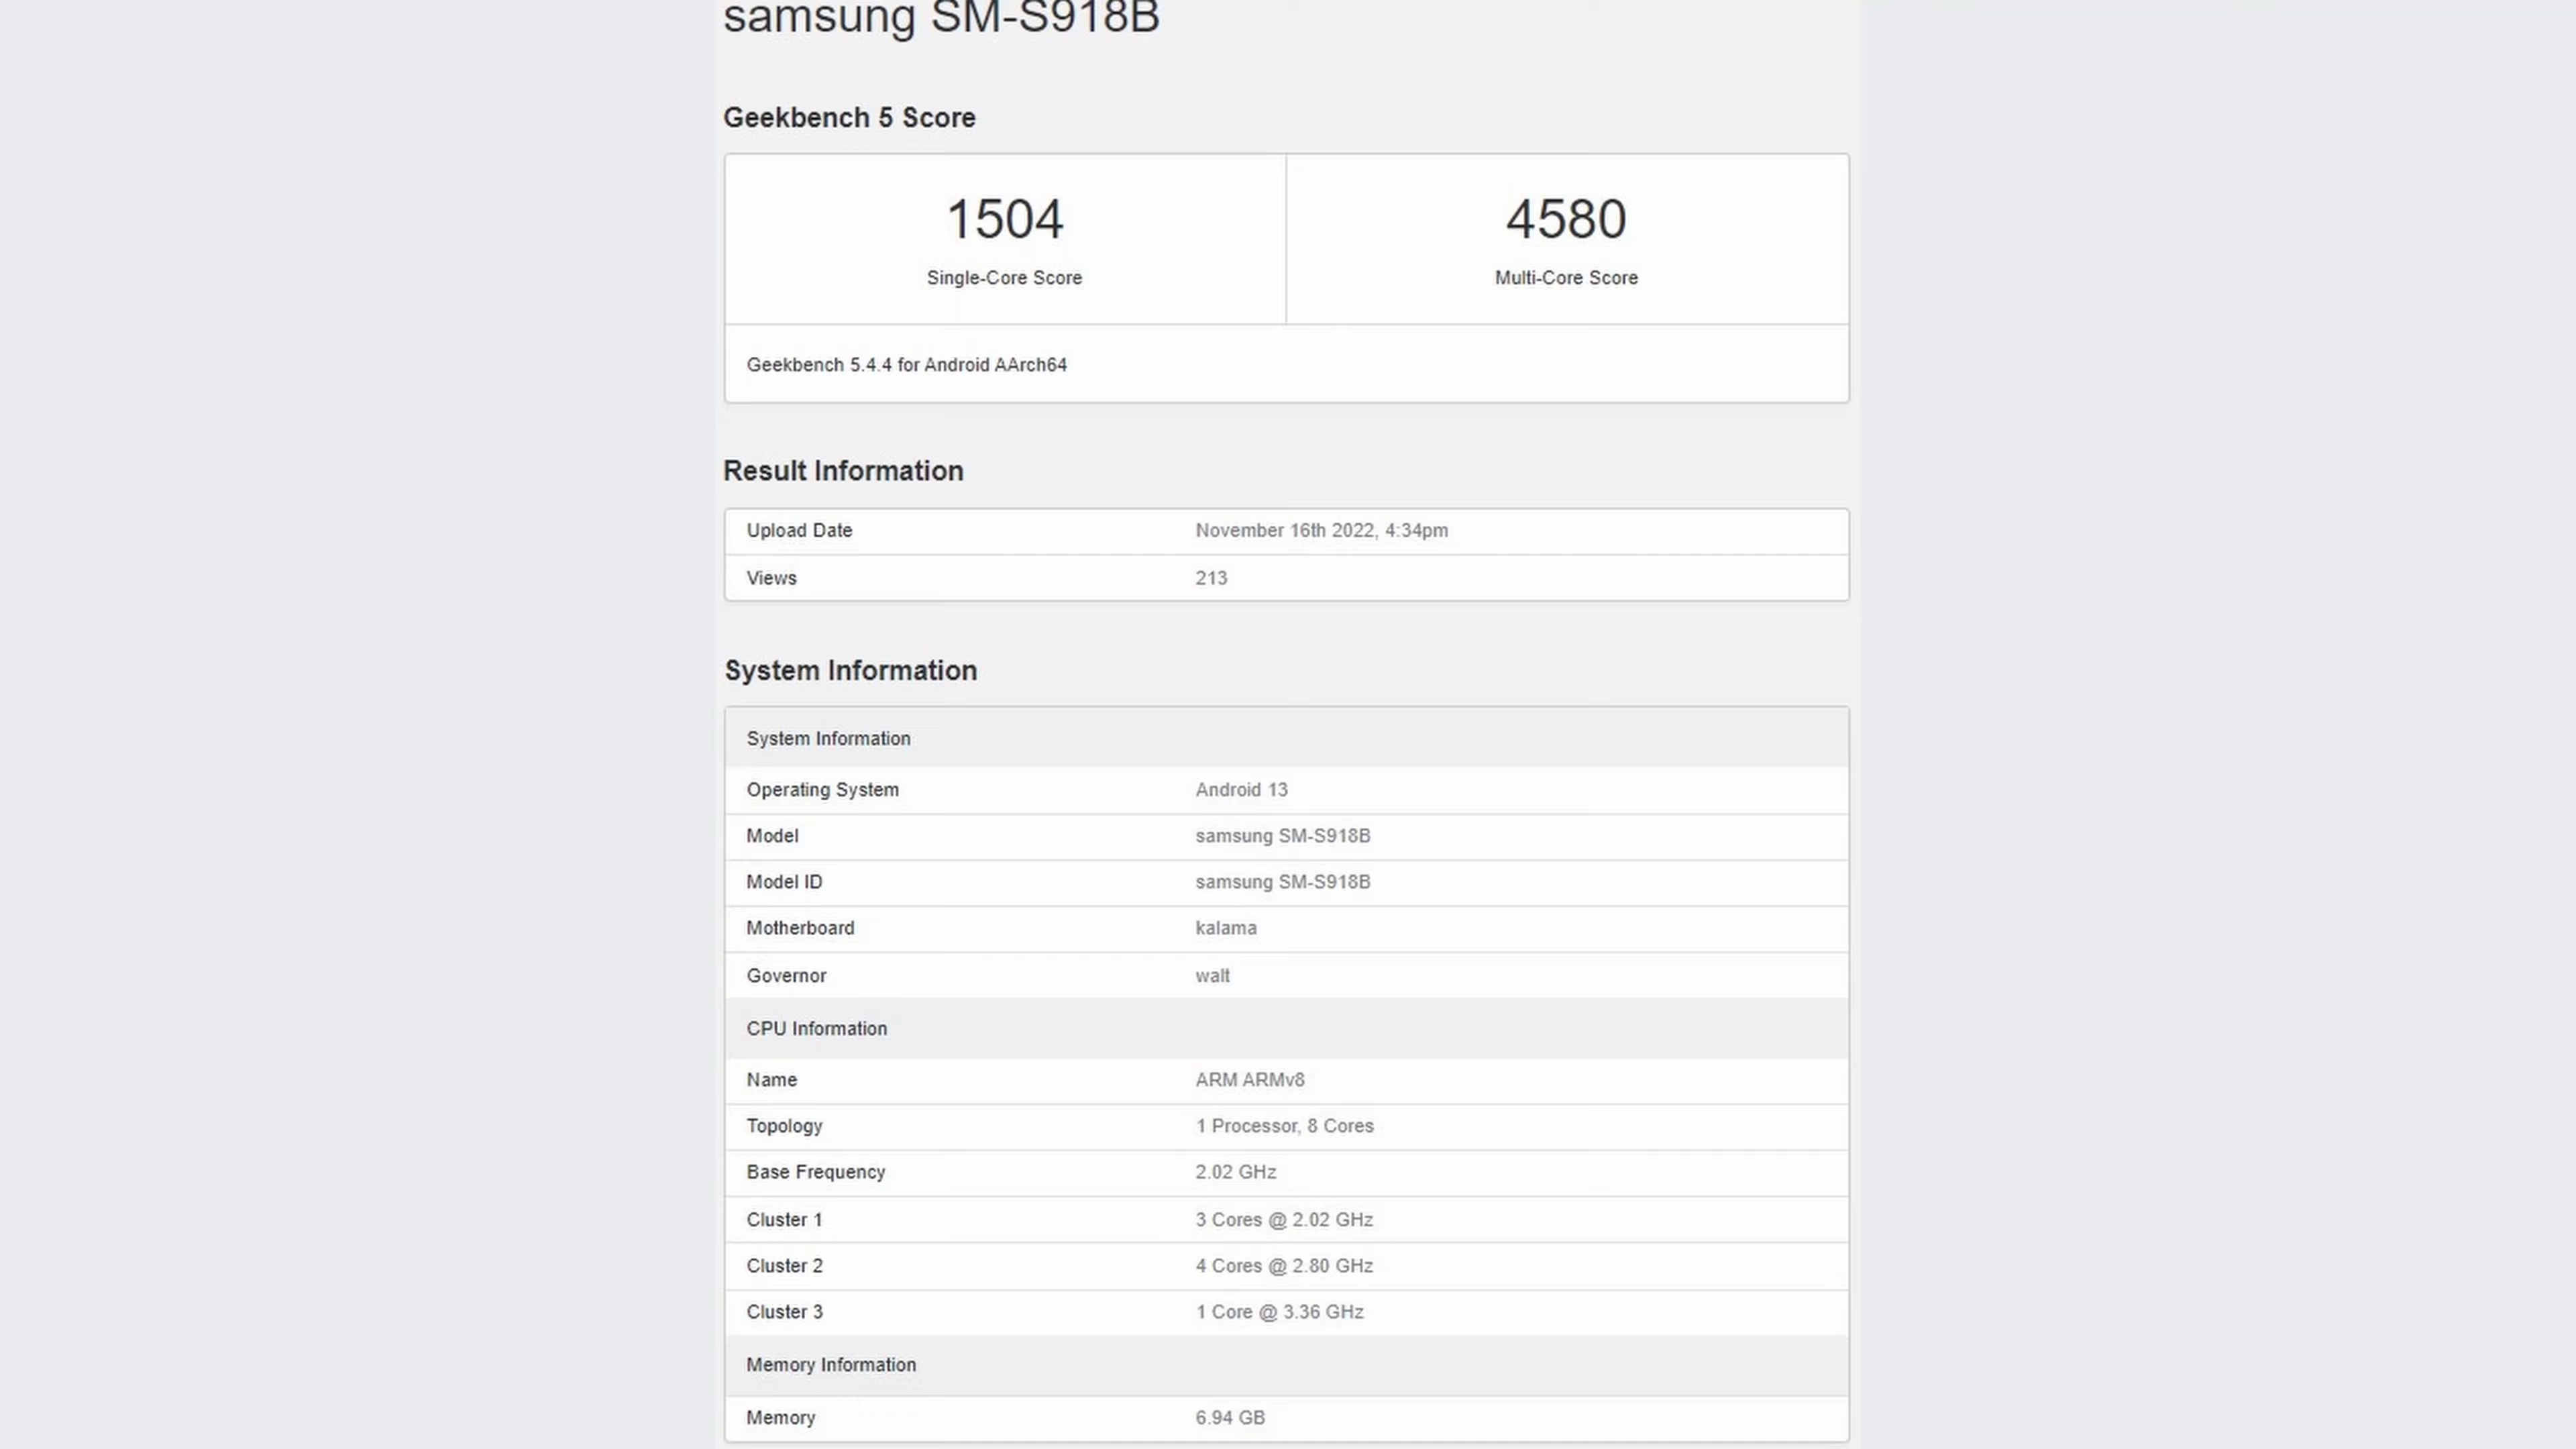 samsung SM-S918B
Geekbench 5 Score
1504 4580
Single-Core Score Multi-Core Score
Geekbench 5.4.4 for Android AArch64
Result Information
Upload Date November 16th 2022, 4:34pm
Views 213
System Information
System Information
Operating System Android 13
Model samsung SM-S918B
Model ID samsung SM-S918B
Motherboard kalama
Governor walt
CPU Information
Name ARM ARMv8
Topology 1 Processor, 8 Cores
Base Frequency 2.02 GHz
Cluster 1 3 Cores @ 2.02 GHz
Cluster 2 4 Cores @ 2.80 GHz
Cluster 3 1 Core @ 3.36 GHz
Memory Information
Memory 6.94 GB